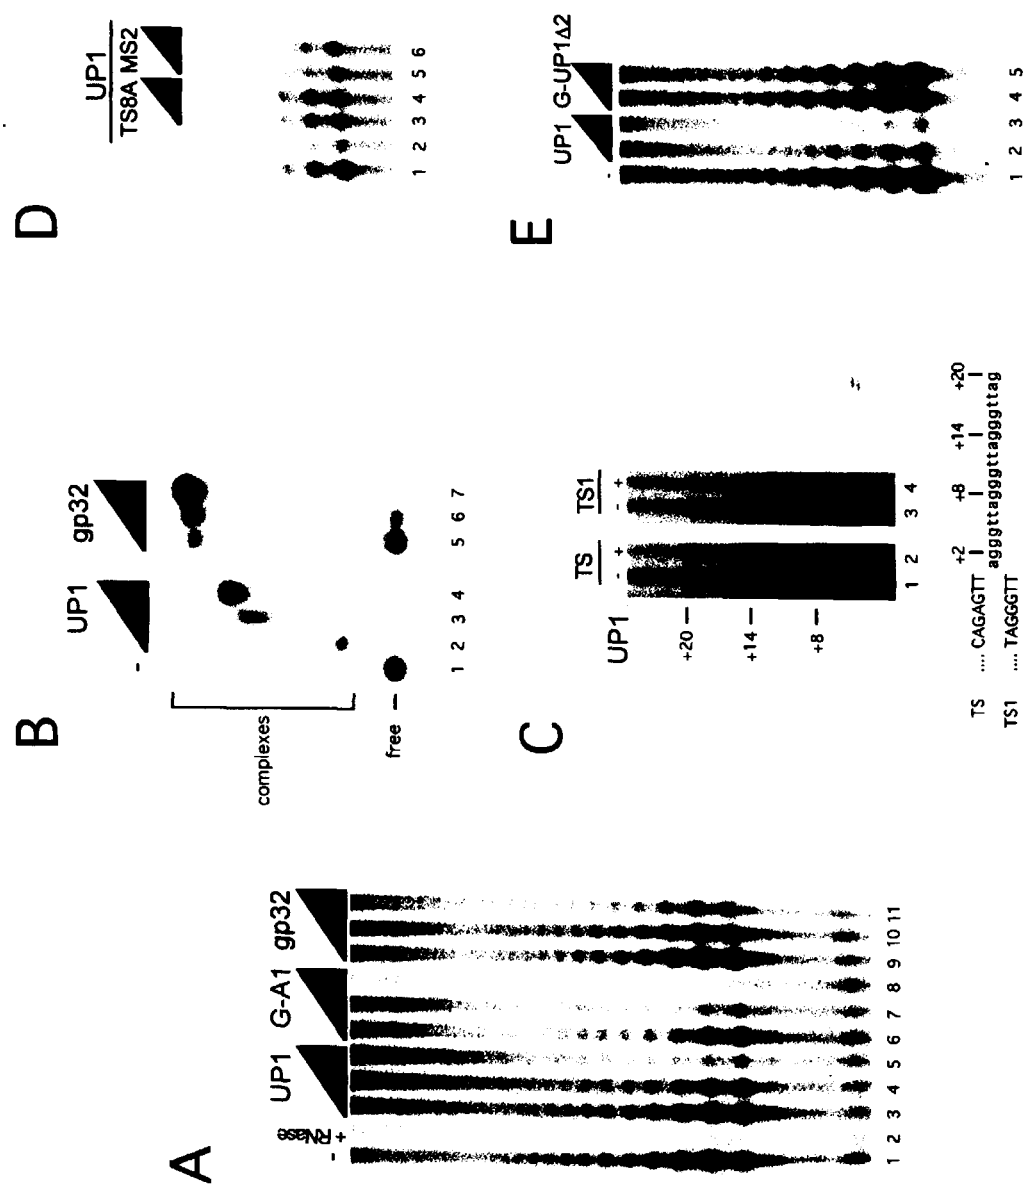 A
- +RNase UP1 G-A1 gp32
1 2 3 4 5 6 7 8 9 10 11
B
- UP1 gp32
complexes
free
1 2 3 4 5 6 7
C
UP1
TS TS1
- + - +
+20
+14
+8
1 2 3 4
+2 +8 +14 +20
TS .... CAGAGTT
agggttagggttagggttag
TS1 .... TAGGGTT
D
UP1
TS8A MS2
1 2 3 4 5 6
E
- UP1 G-UP1Δ2
1 2 3 4 5